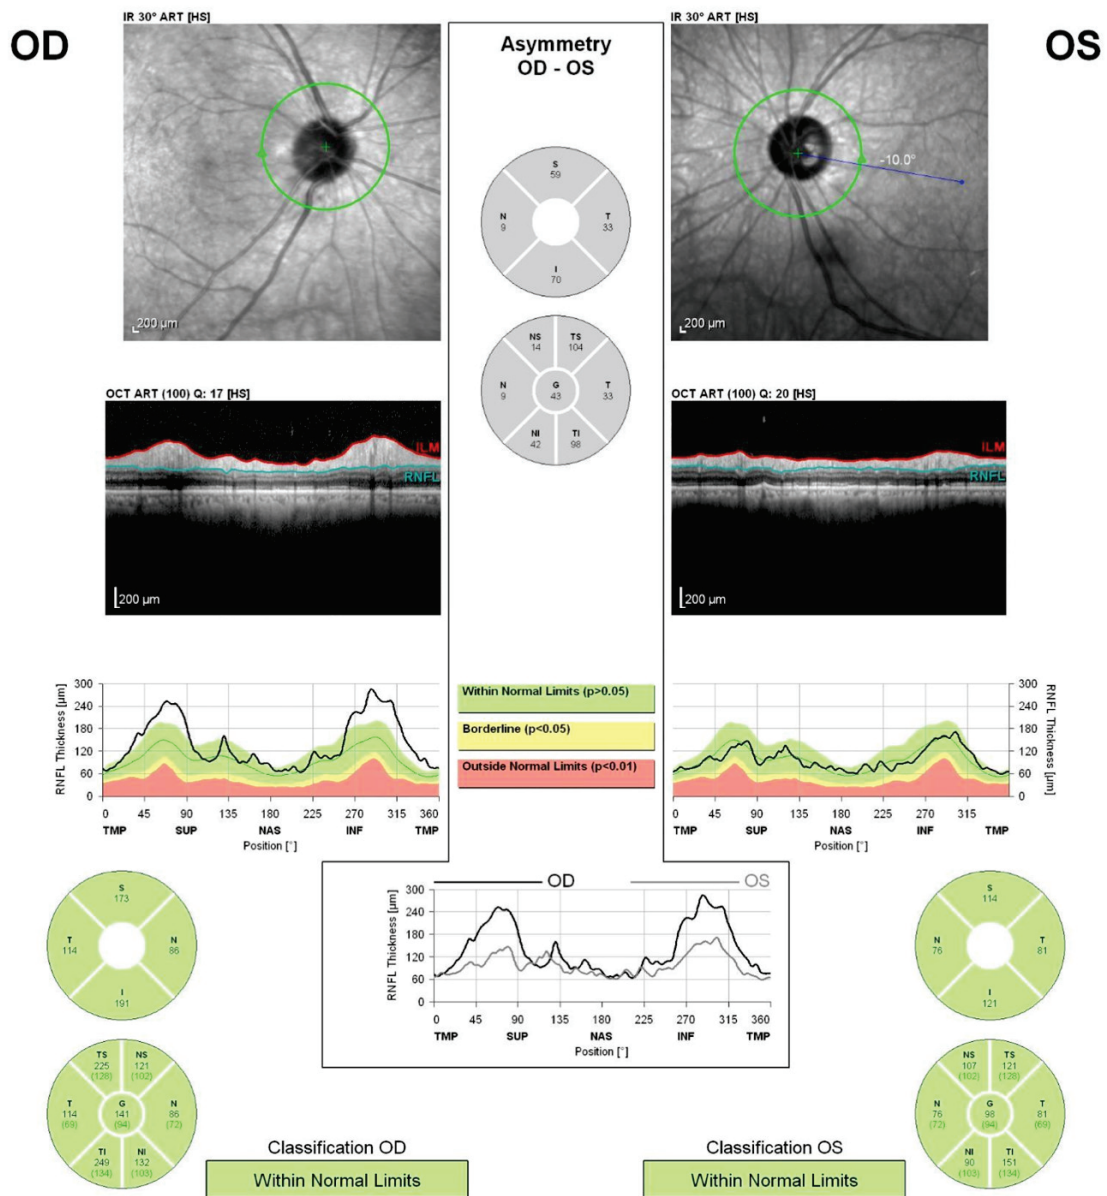 OD
IR 30° ART [HS]
200 µm
Asymmetry
OD - OS
IR 30° ART [HS]
OS
-10.0°
200 µm
S
59
N
9
T
33
I
70
NS
14
TS
104
N
9
G
43
T
33
NI
42
TI
98
OCT ART (100) Q: 17 [HS]
ILM
RNFL
200 µm
OCT ART (100) Q: 20 [HS]
ILM
RNFL
200 µm
RNFL Thickness [µm]
300
240
180
120
60
0
0 45 90 135 180 225 270 315 360
TMP SUP NAS INF TMP
Position [°]
Within Normal Limits (p>0.05)
Borderline (p<0.05)
Outside Normal Limits (p<0.01)
300
240
180
120
60
0
RNFL Thickness [µm]
0 45 90 135 180 225 270 315
TMP SUP NAS INF TMP
Position [°]
S
173
T
114
N
86
I
191
OD OS
RNFL Thickness [µm]
300
240
180
120
60
0
0 45 90 135 180 225 270 315 360
TMP SUP NAS INF TMP
Position [°]
S
114
N
76
T
81
I
121
TS
225
(128)
NS
121
(102)
T
114
(69)
G
141
(94)
N
86
(72)
TI
249
(134)
NI
132
(103)
NS
107
(102)
TS
121
(128)
N
76
(72)
G
98
(94)
T
81
(69)
NI
90
(103)
TI
151
(134)
Classification OD
Within Normal Limits
Classification OS
Within Normal Limits